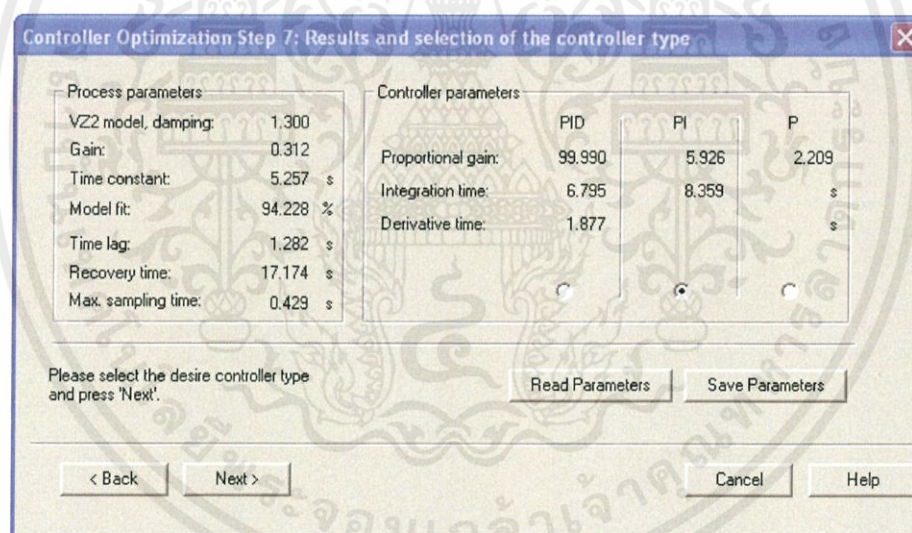 Controller Optimization Step 7: Results and selection of the controller type
Process parameters
VZ2 model, damping: 1.300
Gain: 0.312
Time constant: 5.257 s
Model fit: 94.228 %
Time lag: 1.282 s
Recovery time: 17.174 s
Max. sampling time: 0.429 s
Controller parameters
PID PI P
Proportional gain: 99.990 5.926 2.209
Integration time: 6.795 8.359 s
Derivative time: 1.877 s
Please select the desire controller type
and press 'Next'.
Read Parameters
Save Parameters
< Back
Next >
Cancel
Help